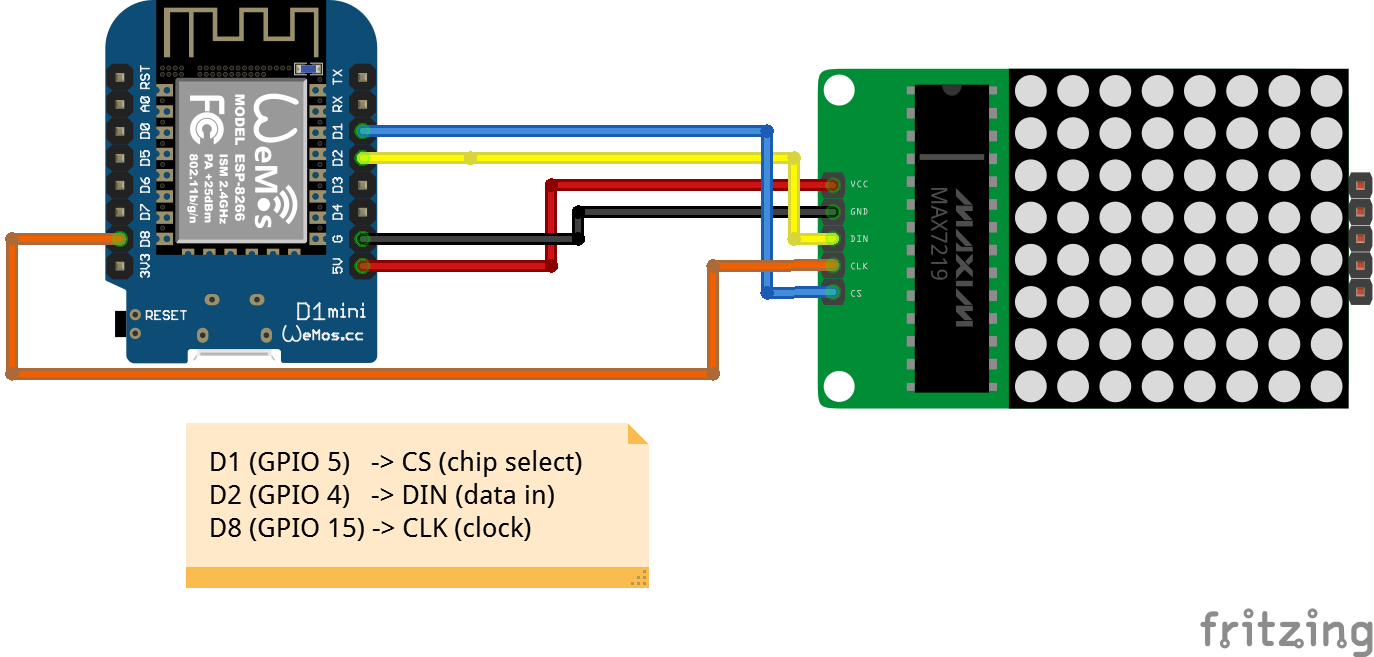 RST
A0
D0
D5
D6
D7
D8
3V3
TX
RX
D1
D2
D3
D4
G
5V
WeMos
MODEL ESP-8266
ISM 2.4GHz
PA +25dBm
802.11b/g/n
FC
RESET
D1mini
WeMos.cc
VCC
GND
DIN
CLK
CS
MAXIM
MAX7219
D1 (GPIO 5) -> CS (chip select)
D2 (GPIO 4) -> DIN (data in)
D8 (GPIO 15) -> CLK (clock)
fritzing